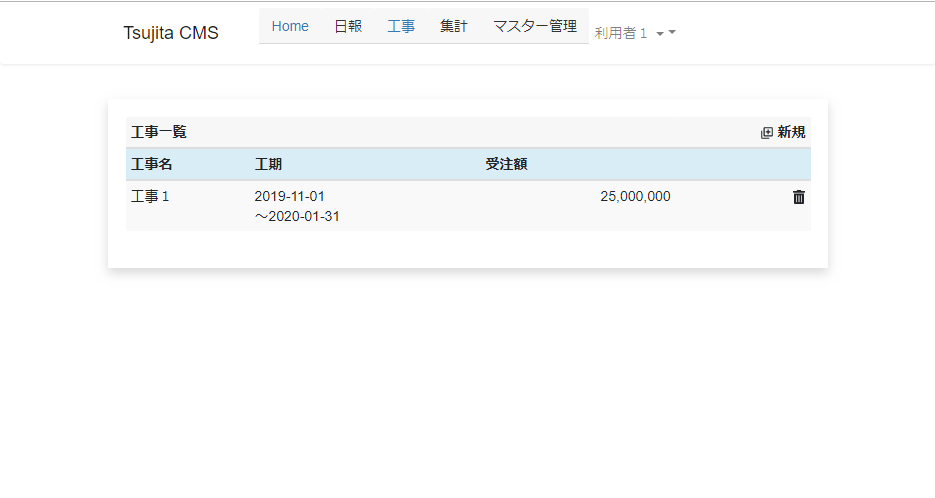 Tsujita CMS Home 日報 工事 集計 マスター管理 利用者1
工事一覧 新規
工事名 工期 受注額
工事1 2019-11-01 25,000,000
～2020-01-31